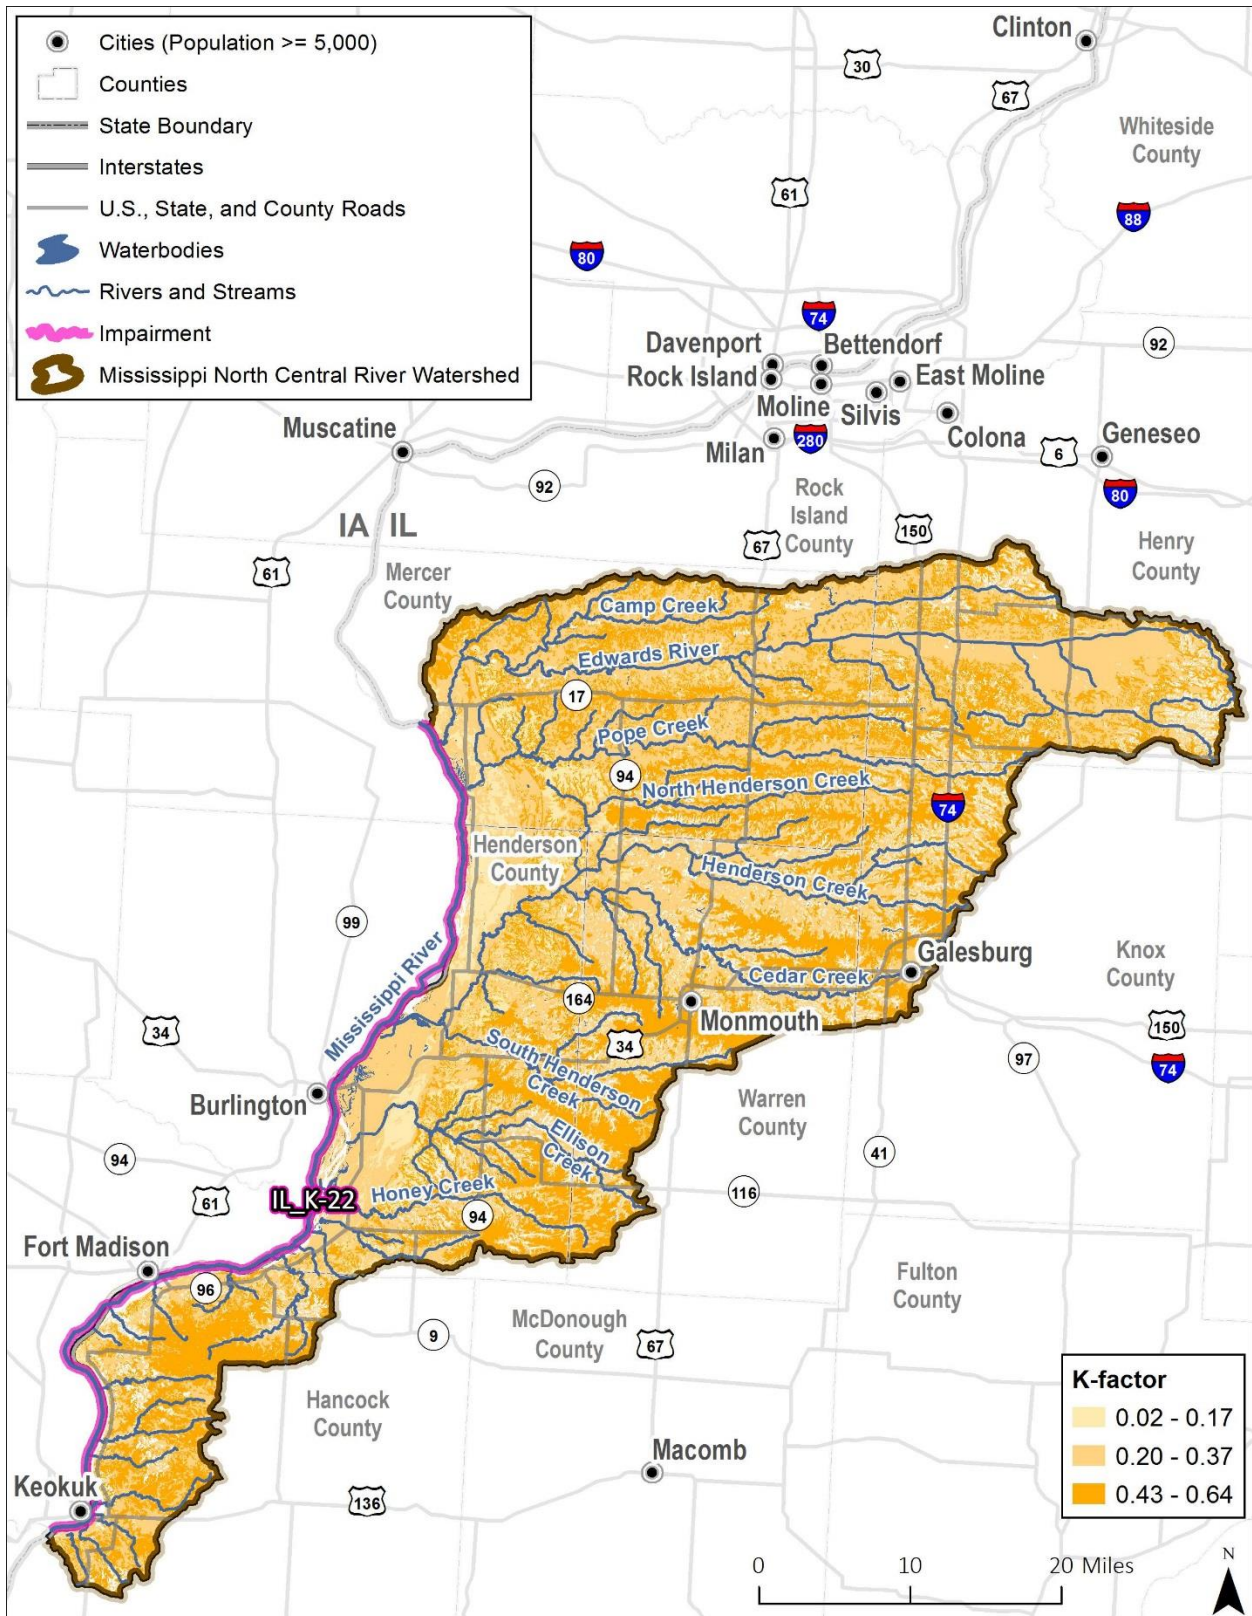 Cities (Population >= 5,000)
Counties
State Boundary
Interstates
U.S., State, and County Roads
Waterbodies
Rivers and Streams
Impairment
Mississippi North Central River Watershed
Clinton
30
67
Whiteside
County
61
88
80
74
92
Davenport
Bettendorf
Rock Island
East Moline
Moline
Silvis
Muscatine
Colona
Geneseo
Milan
280
6
92
80
Rock
Island
County
IA IL
150
67
Henry
County
61
Mercer
County
Camp Creek
Edwards River
17
Pope Creek
94
North Henderson Creek
74
Henderson
County
Henderson Creek
99
Mississippi River
Galesburg
Knox
County
Cedar Creek
164
Monmouth
34
34
150
97
74
South Henderson
Creek
Burlington
Warren
County
Ellison
Creek
94
41
61
IL_K-22
Honey Creek
116
94
Fort Madison
96
Fulton
County
McDonough
County
9
67
K-factor
0.02 - 0.17
0.20 - 0.37
0.43 - 0.64
Hancock
County
Macomb
Keokuk
136
0 10 20 Miles
N